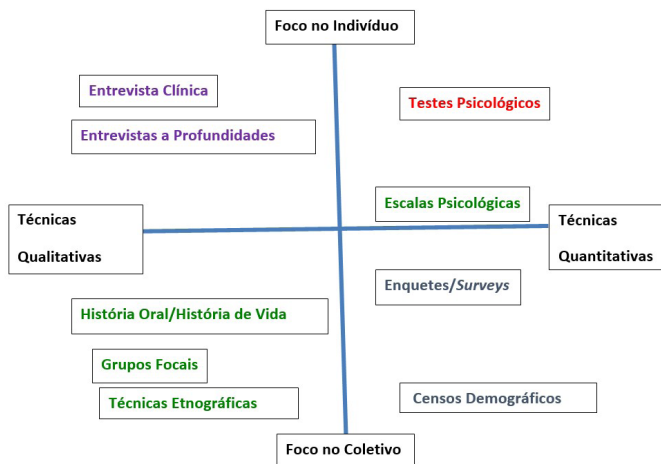 Foco no Indivíduo
Entrevista Clínica
Testes Psicológicos
Entrevistas a Profundidades
Escalas Psicológicas
Técnicas
Qualitativas
Técnicas
Quantitativas
Enquetes/Surveys
História Oral/História de Vida
Grupos Focais
Técnicas Etnográficas
Censos Demográficos
Foco no Coletivo